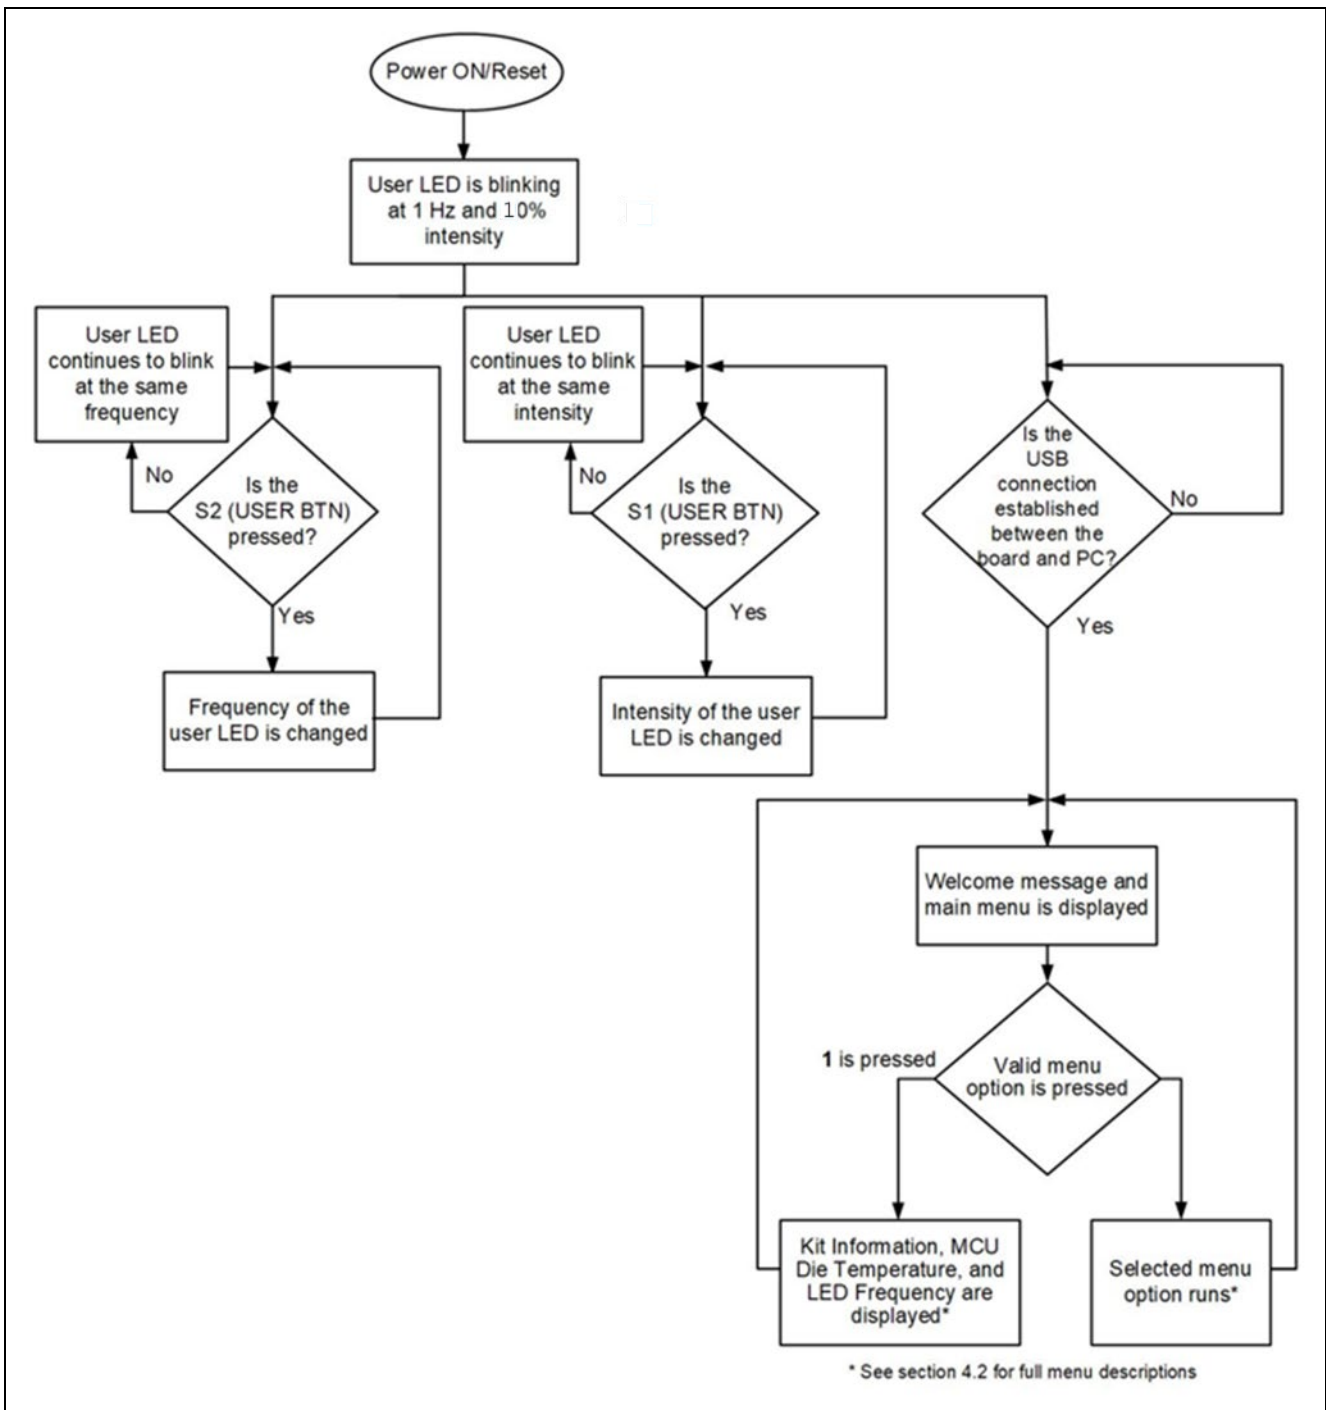 Power ON/Reset
User LED is blinking
at 1 Hz and 10%
intensity
User LED
continues to blink
at the same
frequency
No
Is the
S2 (USER BTN)
pressed?
Yes
Frequency of the
user LED is changed
User LED
continues to blink
at the same
intensity
No
Is the
S1 (USER BTN)
pressed?
Yes
Intensity of the user
LED is changed
Is the
USB
connection
established
between the
board and PC?
No
Yes
Welcome message and
main menu is displayed
Valid menu
option is pressed
1 is pressed
Kit Information, MCU
Die Temperature, and
LED Frequency are
displayed*
Selected menu
option runs*
* See section 4.2 for full menu descriptions